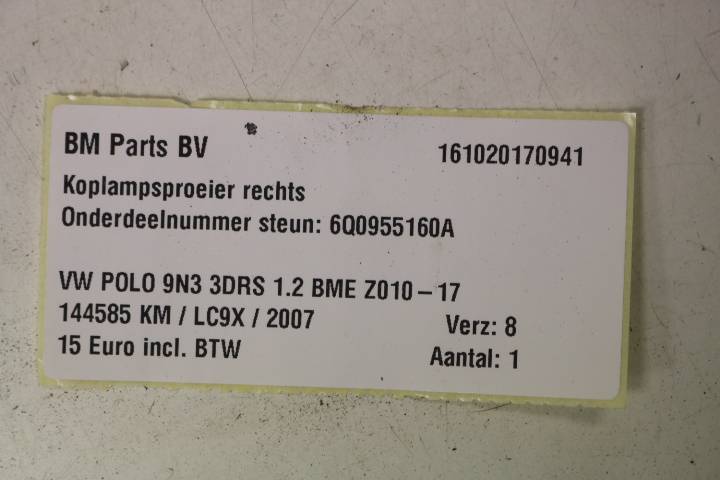 BM Parts BV 161020170941
Koplampsproeier rechts
Onderdeelnummer steun: 6Q0955160A
VW POLO 9N3 3DRS 1.2 BME Z010-17
144585 KM / LC9X / 2007 Verz: 8
15 Euro incl. BTW Aantal: 1